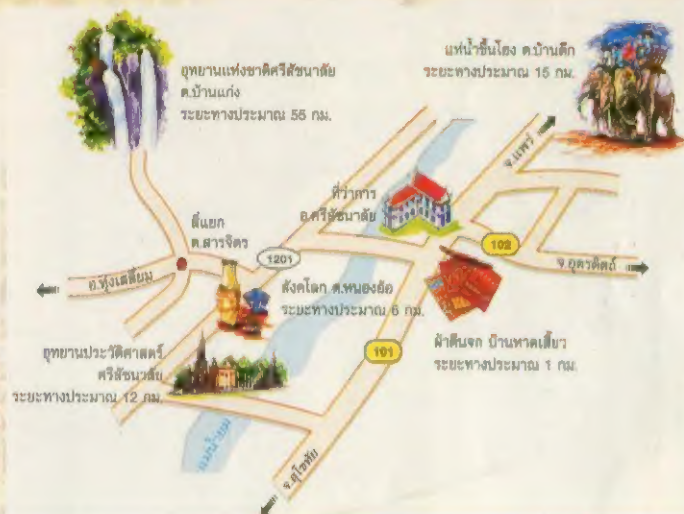 อุทยานแห่งชาติศรีสัชนาลัย
ต.บ้านแก่ง
ระยะทางประมาณ 55 กม.
แห่น้ำขึ้นโฮง ต.บ้านตึก
ระยะทางประมาณ 15 กม.
จ.แพร่
ที่ว่าการ
อ.ศรีสัชนาลัย
สี่แยก
ต.สารจิตร
1201
102
จ.อุตรดิตถ์
อ.ทุ่งเสลี่ยม
สังคโลก ต.หนองอ้อ
ระยะทางประมาณ 6 กม.
ผ้าตีนจก บ้านหาดเสี้ยว
ระยะทางประมาณ 1 กม.
101
อุทยานประวัติศาสตร์
ศรีสัชนาลัย
ระยะทางประมาณ 12 กม.
แม่น้ำยม
จ.สุโขทัย